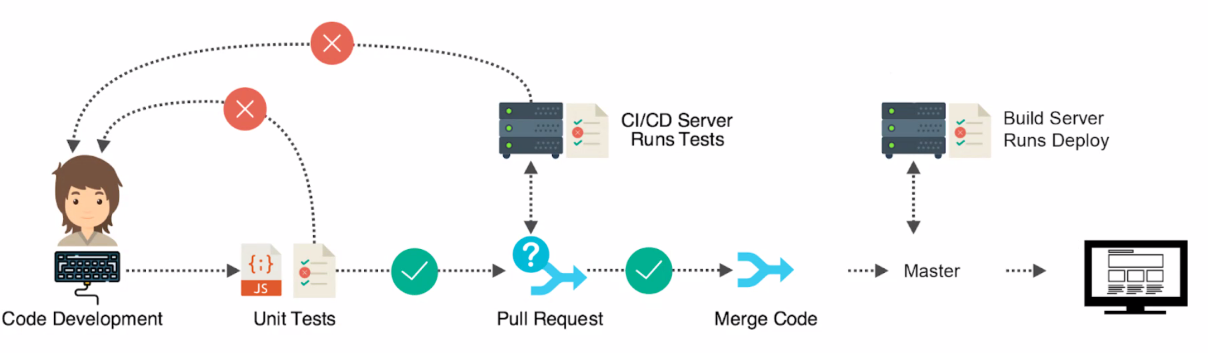 CI/CD Server
Runs Tests
Build Server
Runs Deploy
{;}
JS
?
Master
Code Development
Unit Tests
Pull Request
Merge Code